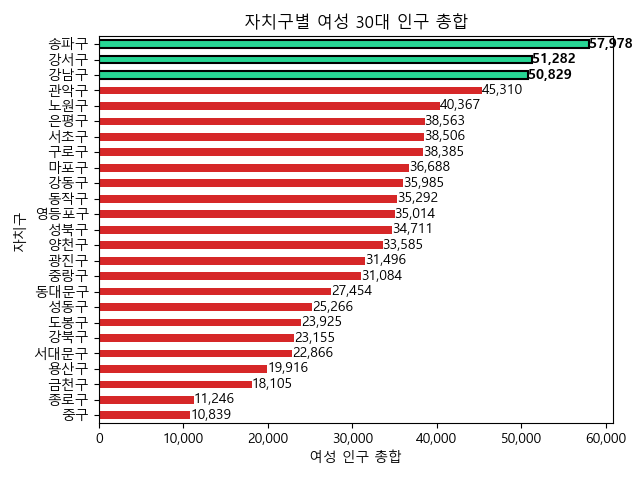 자치구별 여성 30대 인구 총합
자치구
송파구 57,978
강서구 51,282
강남구 50,829
관악구 45,310
노원구 40,367
은평구 38,563
서초구 38,506
구로구 38,385
마포구 36,688
강동구 35,985
동작구 35,292
영등포구 35,014
성북구 34,711
양천구 33,585
광진구 31,496
중랑구 31,084
동대문구 27,454
성동구 25,266
도봉구 23,925
강북구 23,155
서대문구 22,866
용산구 19,916
금천구 18,105
종로구 11,246
중구 10,839
0 10,000 20,000 30,000 40,000 50,000 60,000
여성 인구 총합